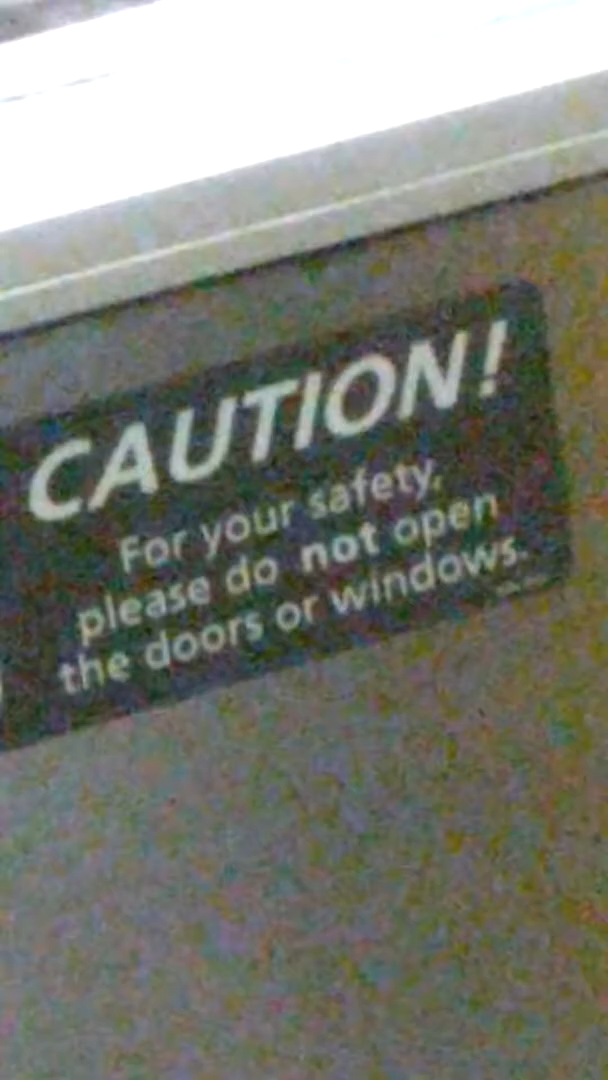 CAUTION!
For your safety,
please do not open
the doors or windows.